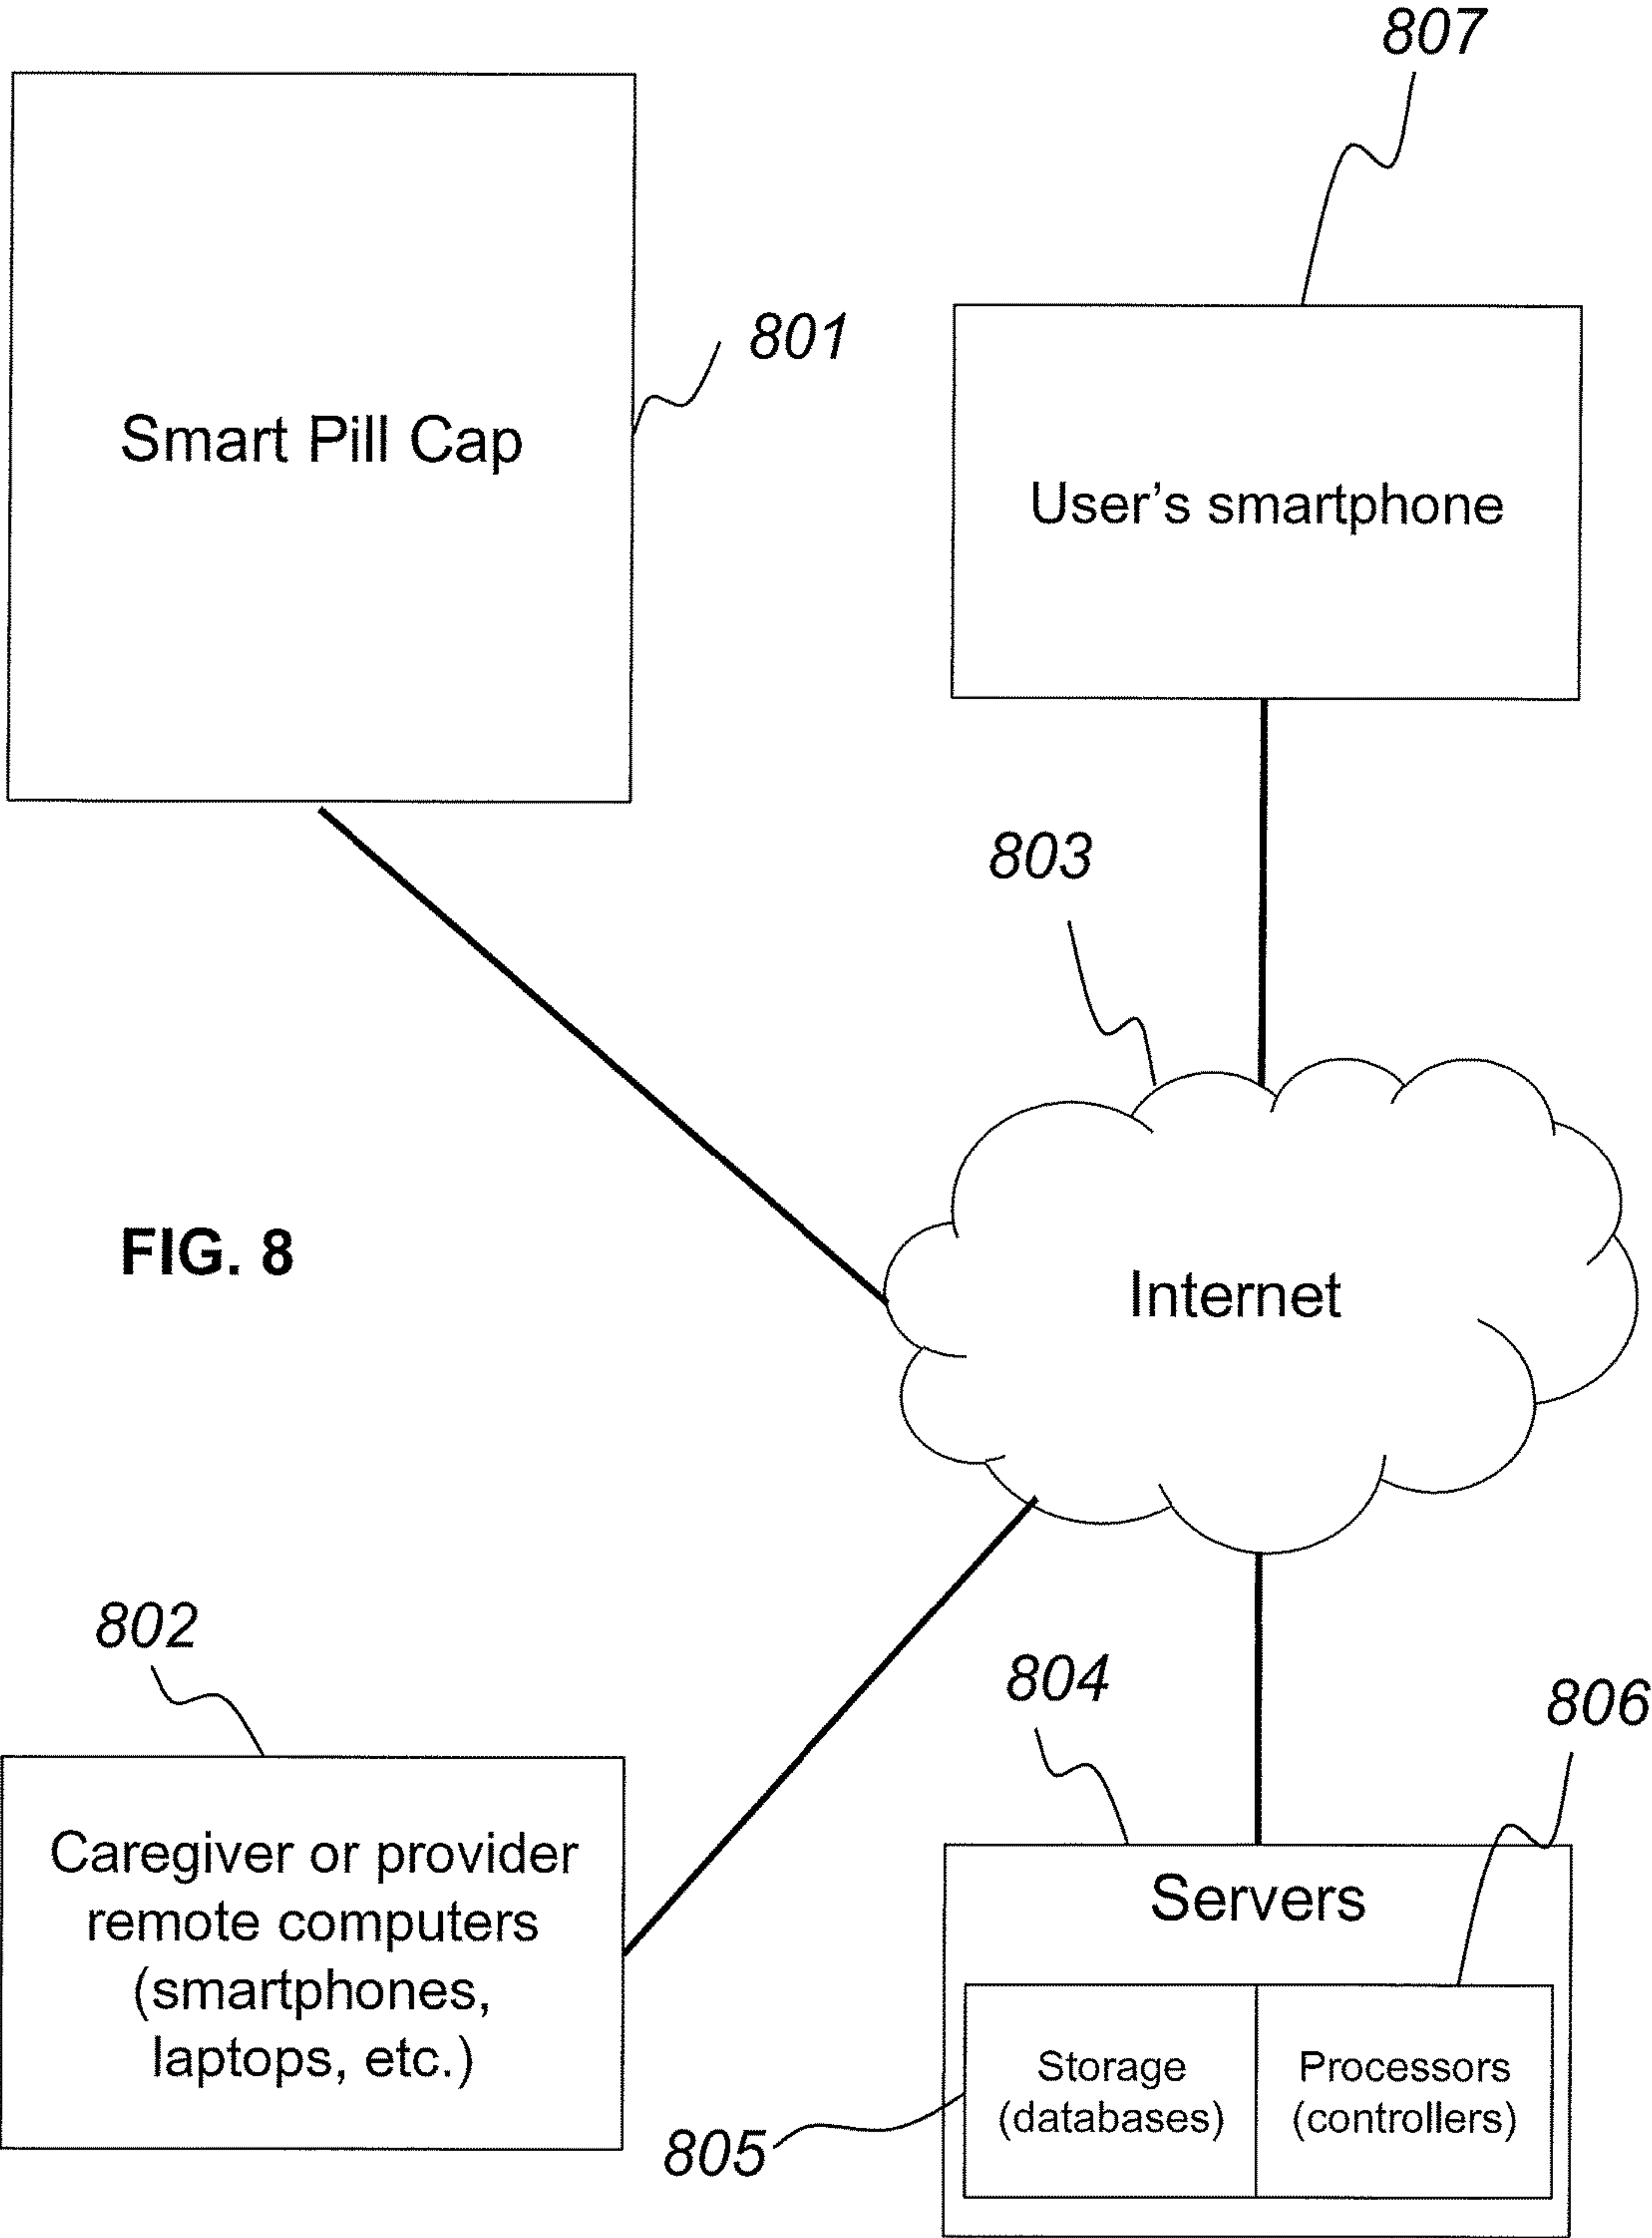 807
801
Smart Pill Cap
User’s smartphone
803
FIG. 8
Internet
802
804
806
Caregiver or provider
remote computers
(smartphones,
laptops, etc.)
Servers
Storage
(databases)
Processors
(controllers)
805